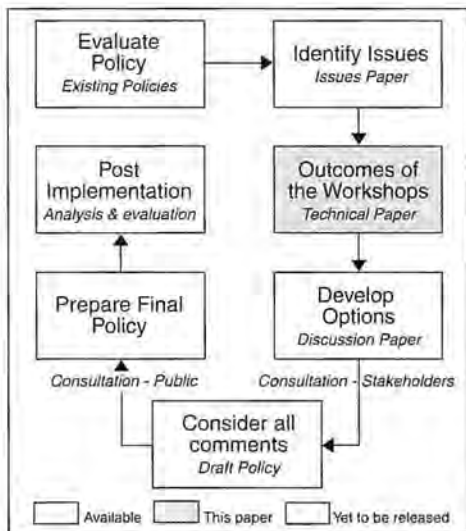 Evaluate
Policy
Existing Policies
Identify Issues
Issues Paper
Post
Implementation
Analysis & evaluation
Outcomes of
the Workshops
Technical Paper
Prepare Final
Policy
Develop
Options
Discussion Paper
Consultation - Public
Consultation - Stakeholders
Consider all
comments
Draft Policy
Available
This paper
Yet to be released